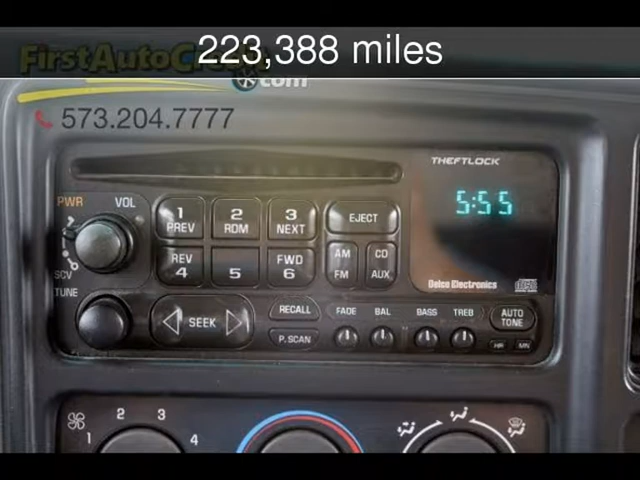 223,388 miles
FirstAutoCredit
.com
573.204.7777
THEFTLOCK
5:55
PWR VOL
1 PREV 2 RDM 3 NEXT EJECT
REV 4 5 FWD 6 AM FM CD AUX
SCV
TUNE
Delco Electronics
SEEK RECALL P.SCAN
FADE BAL BASS TREB AUTO TONE
HR MN
1 2 3 4